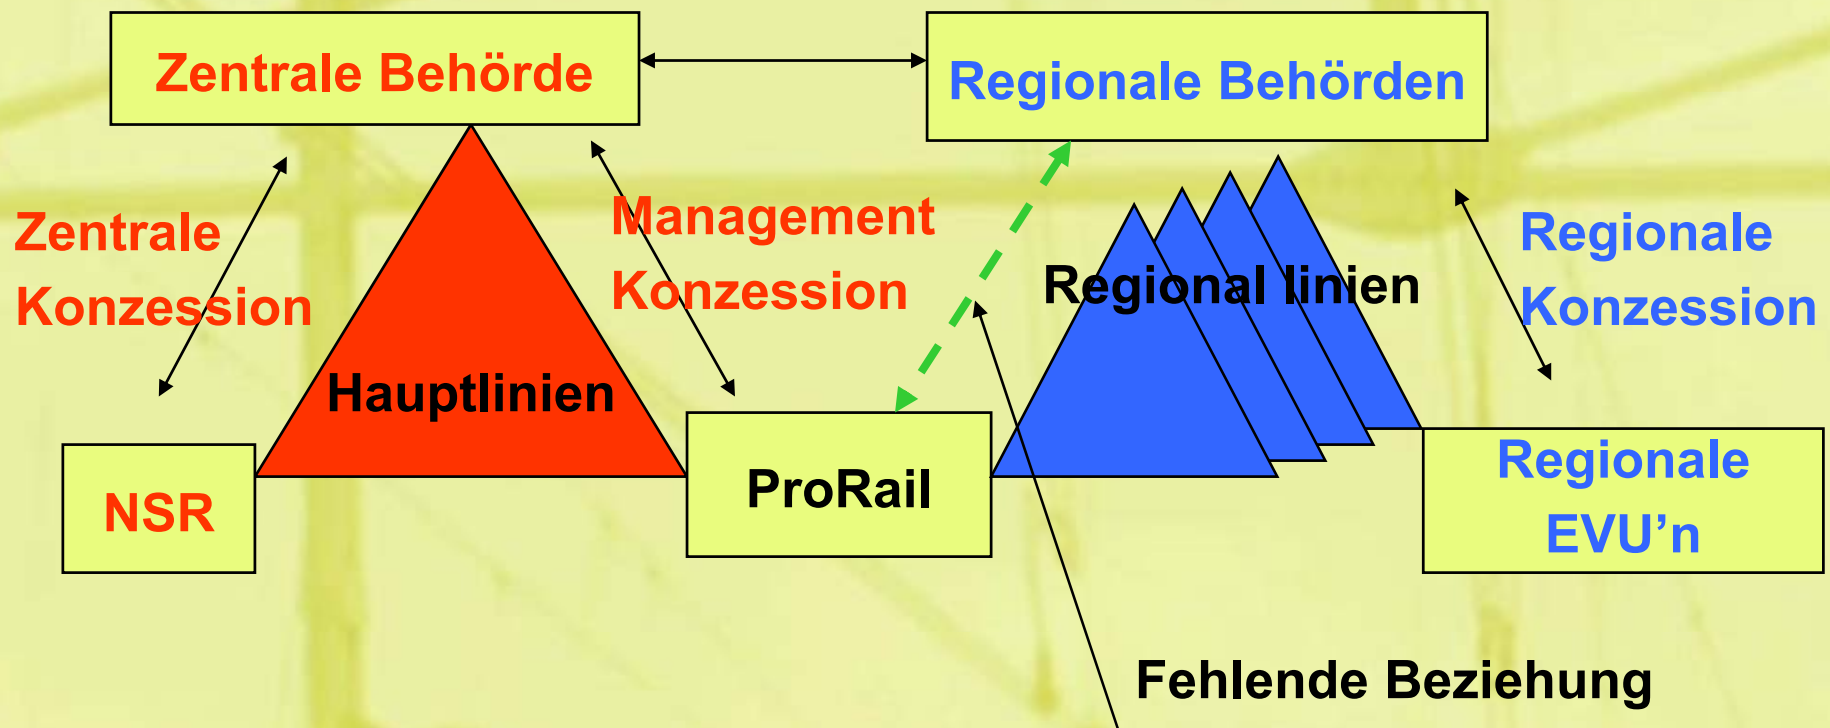 Zentrale Behörde
Regionale Behörden
Zentrale
Konzession
Management
Konzession
Regional linien
Regionale
Konzession
Hauptlinien
NSR
ProRail
Regionale
EVU’n
Fehlende Beziehung